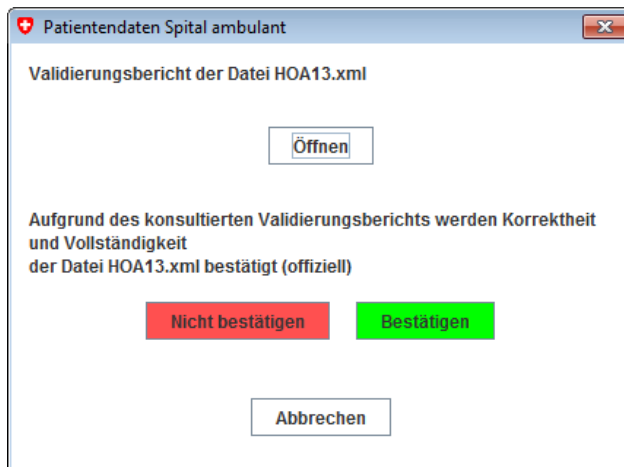 Patientendaten Spital ambulant
Validierungsbericht der Datei HOA13.xml
Öffnen
Aufgrund des konsultierten Validierungsberichts werden Korrektheit
und Vollständigkeit
der Datei HOA13.xml bestätigt (offiziell)
Nicht bestätigen Bestätigen
Abbrechen